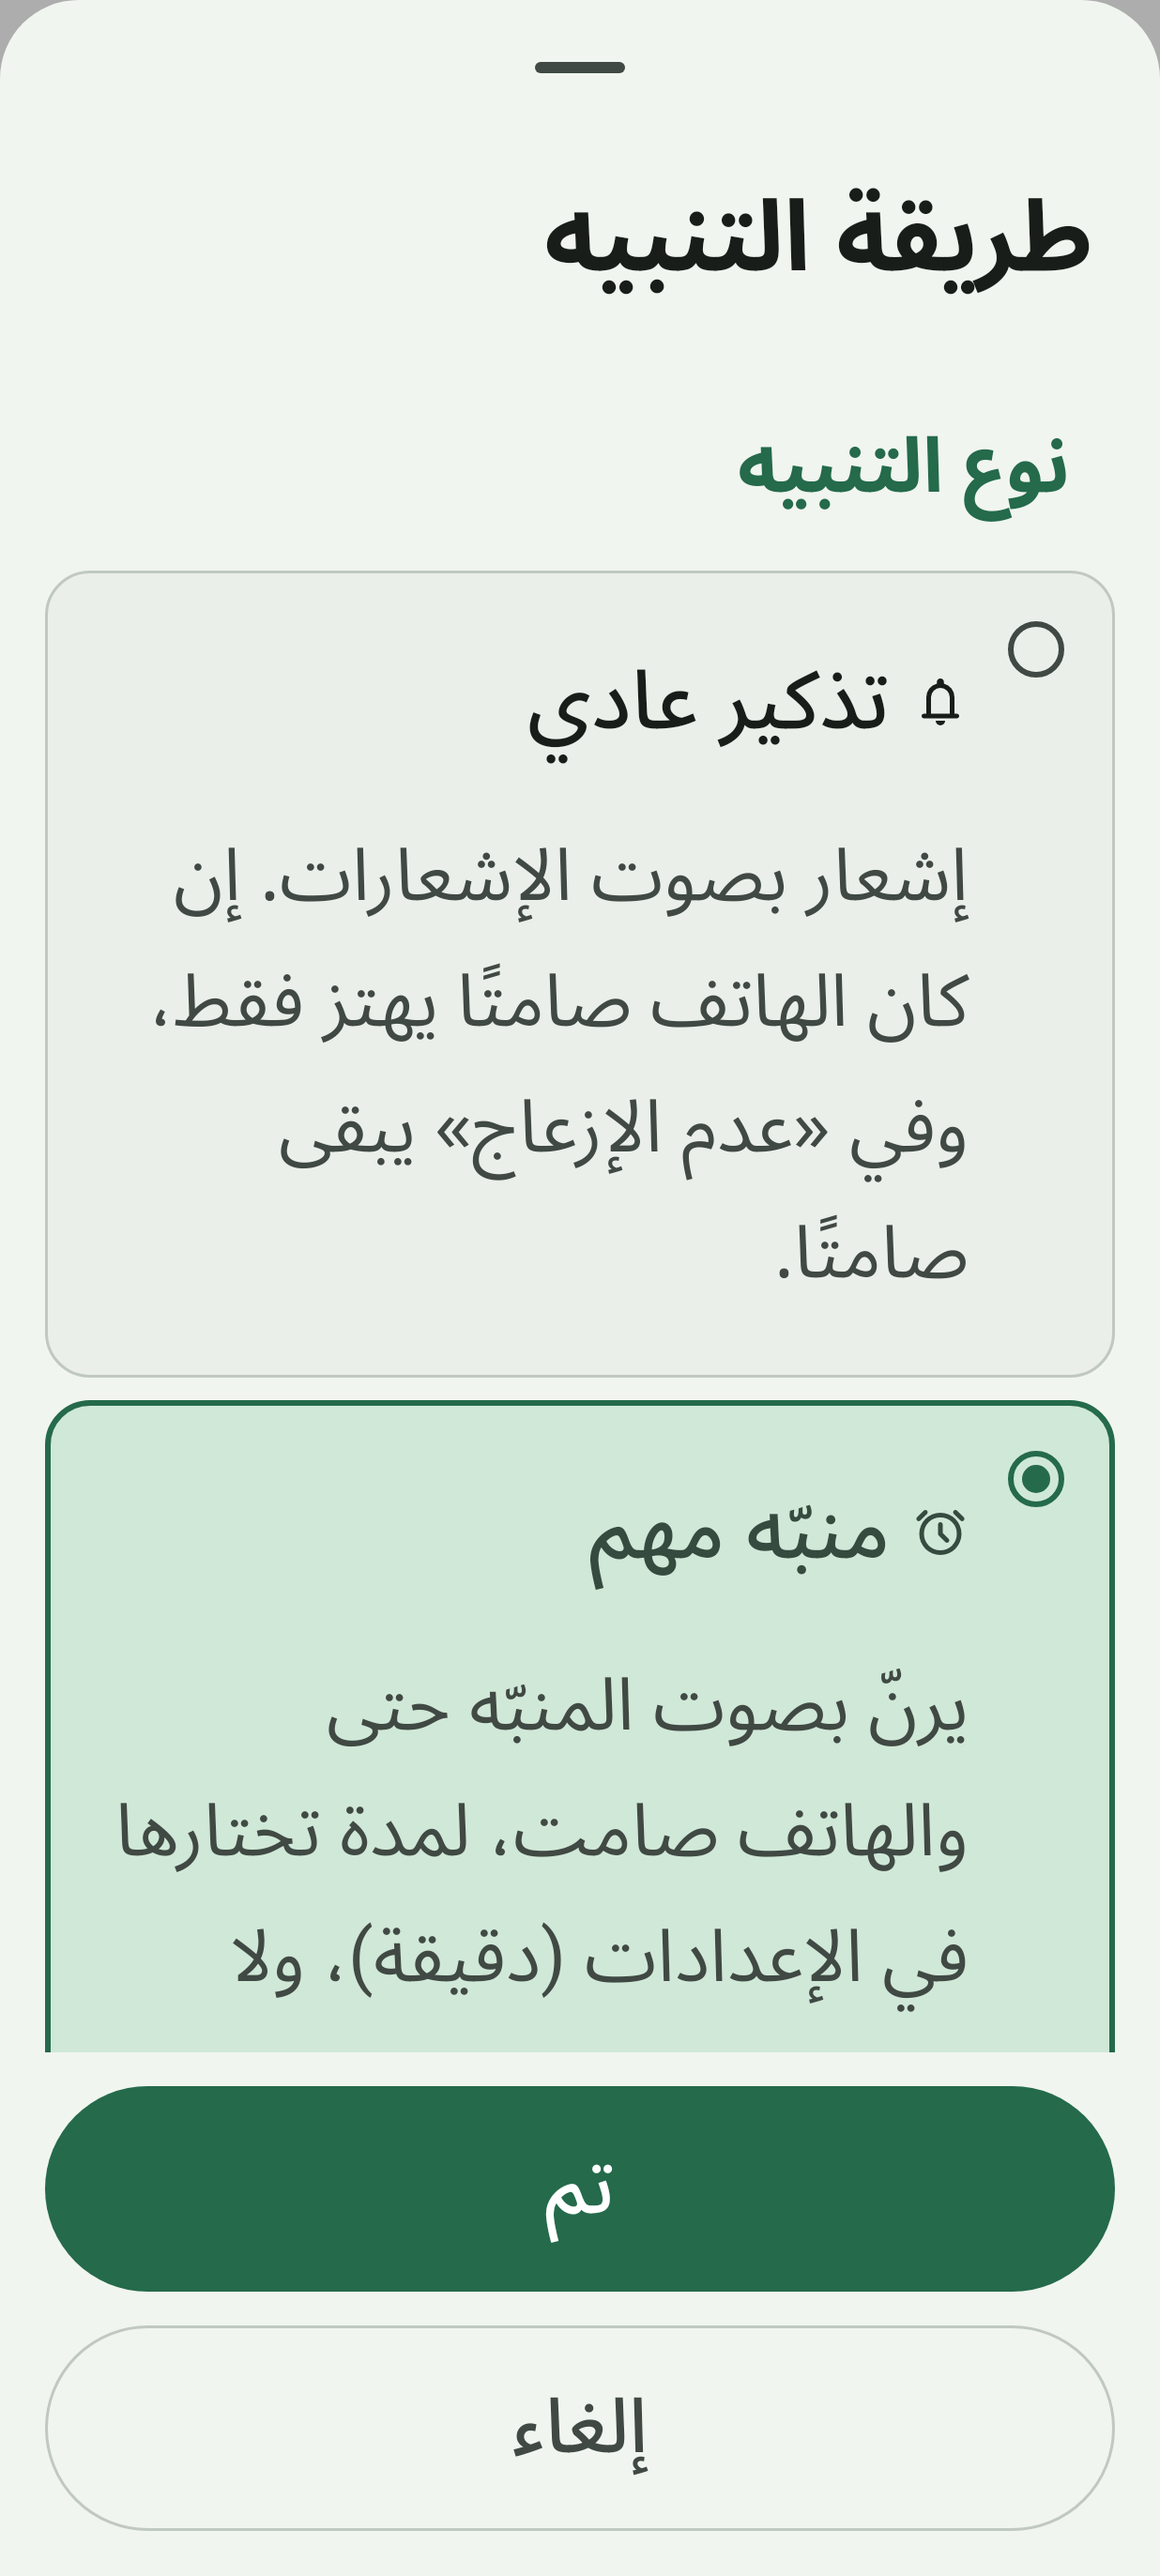 طريقة التنبيه
نوع التنبيه
تذكير عادي
إشعار بصوت الإشعارات. إن
كان الهاتف صامتًا يهتز فقط،
وفي «عدم الإزعاج» يبقى
صامتًا.
منبّه مهم
يرنّ بصوت المنبّه حتى
والهاتف صامت، لمدة تختارها
في الإعدادات (دقيقة)، ولا
تم
إلغاء